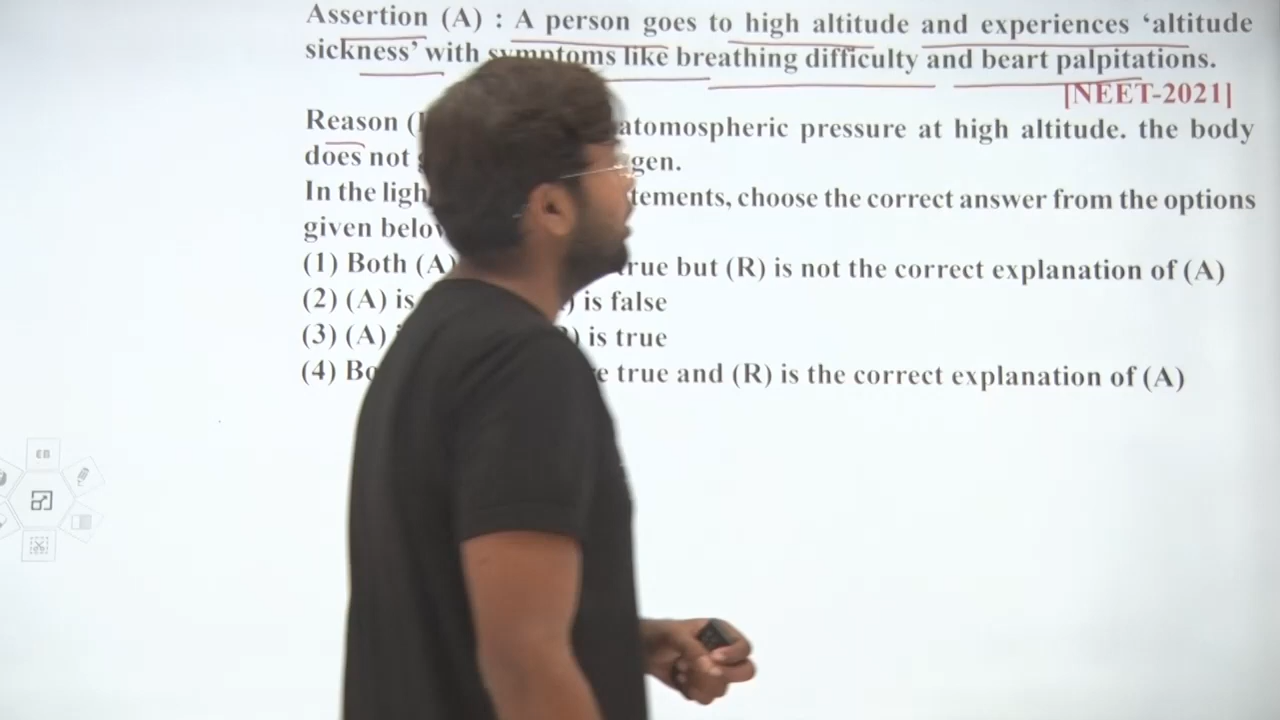 Assertion (A) : A person goes to high altitude and experiences ‘altitude
sickness’ with symptoms like breathing difficulty and beart palpitations.
[NEET-2021]
Reason ( atomospheric pressure at high altitude. the body
does not gen.
In the ligh tements, choose the correct answer from the options
given belo
(1) Both (A) rue but (R) is not the correct explanation of (A)
(2) (A) is ) is false
(3) (A) ) is true
(4) Bo e true and (R) is the correct explanation of (A)
EB